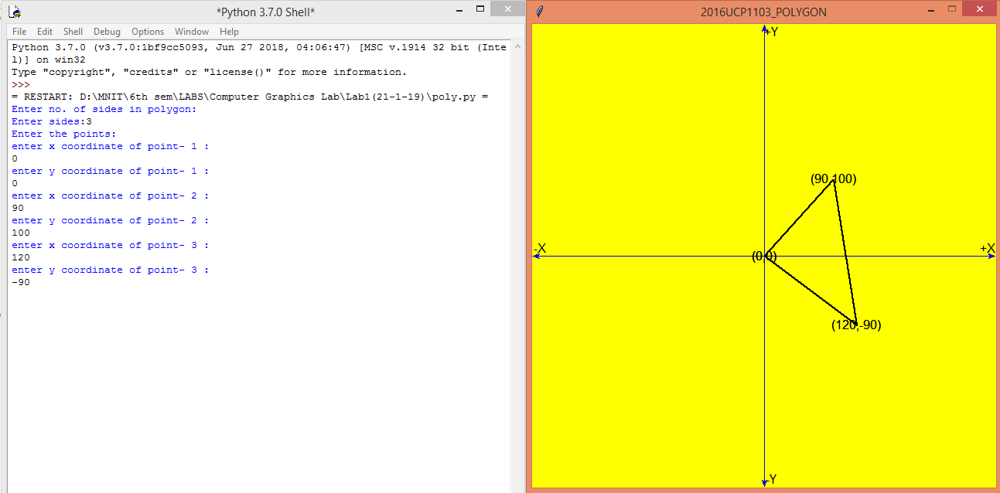 *Python 3.7.0 Shell*
File Edit Shell Debug Options Window Help
Python 3.7.0 (v3.7.0:1bf9cc5093, Jun 27 2018, 04:06:47) [MSC v.1914 32 bit (Inte
l)] on win32
Type "copyright", "credits" or "license()" for more information.
>>>
= RESTART: D:\MNIT\6th sem\LABS\Computer Graphics Lab\Lab1(21-1-19)\poly.py =
Enter no. of sides in polygon:
Enter sides:3
Enter the points:
enter x coordinate of point- 1 :
0
enter y coordinate of point- 1 :
0
enter x coordinate of point- 2 :
90
enter y coordinate of point- 2 :
100
enter x coordinate of point- 3 :
120
enter y coordinate of point- 3 :
-90
2016UCP1103_POLYGON
+Y
(90,100)
-X
+X
(0,0)
(120,-90)
-Y